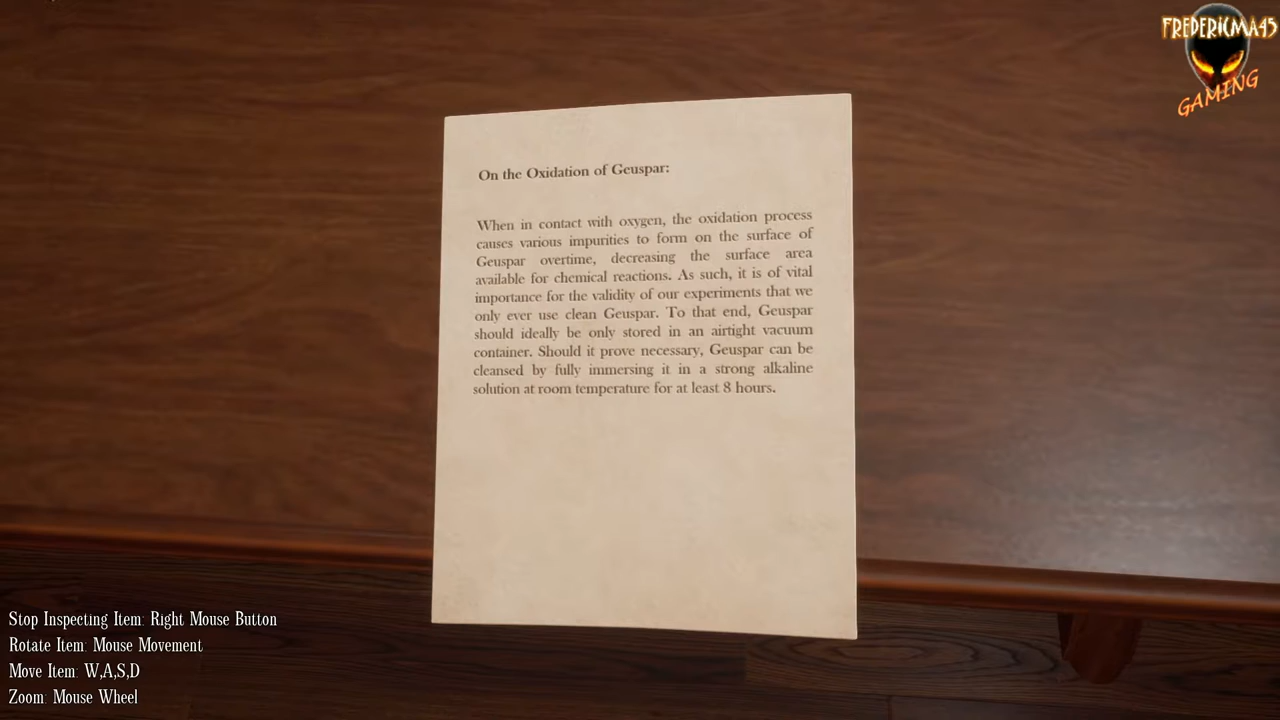 FREDERICMA45
GAMING
On the Oxidation of Geuspar:
When in contact with oxygen, the oxidation process
causes various impurities to form on the surface of
Geuspar overtime, decreasing the surface area
available for chemical reactions. As such, it is of vital
importance for the validity of our experiments that we
only ever use clean Geuspar. To that end, Geuspar
should ideally be only stored in an airtight vacuum
container. Should it prove necessary, Geuspar can be
cleansed by fully immersing it in a strong alkaline
solution at room temperature for at least 8 hours.
Stop Inspecting Item: Right Mouse Button
Rotate Item: Mouse Movement
Move Item: W,A,S,D
Zoom: Mouse Wheel